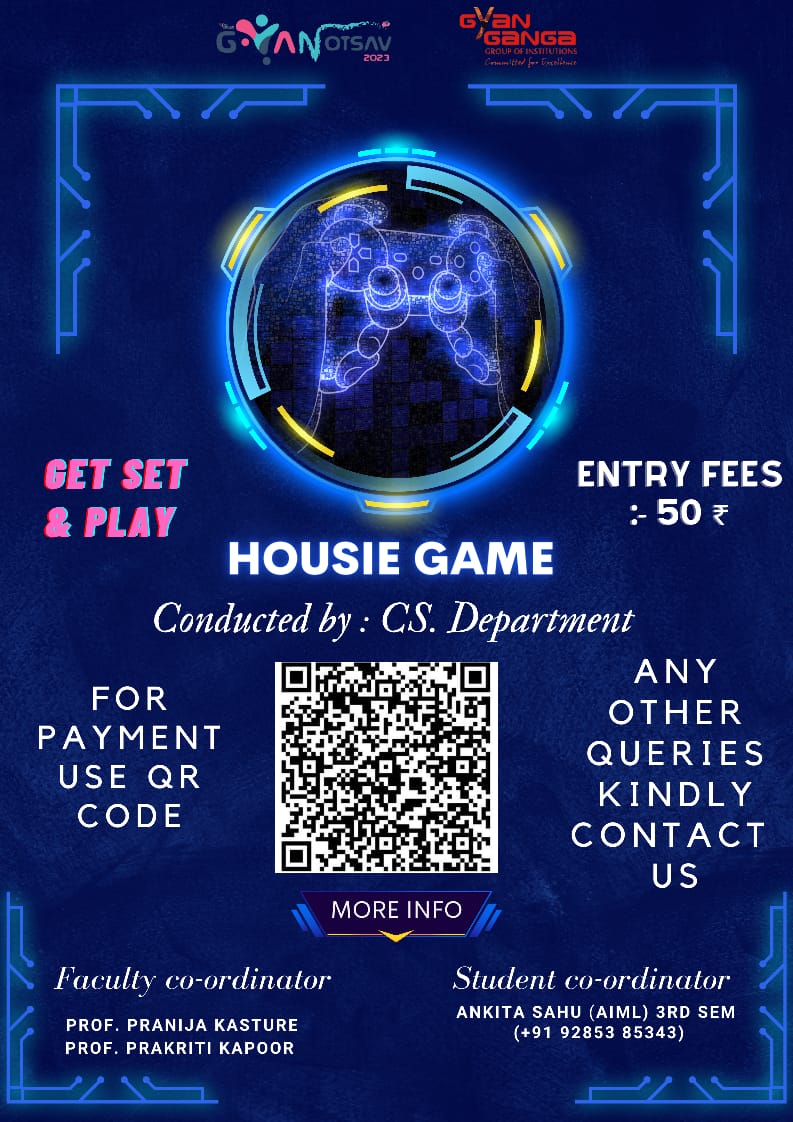 GYANOTSAV
2023
GYAN
GANGA
GROUP OF INSTITUTIONS
Committed for Excellence
GET SET
& PLAY
ENTRY FEES
:- 50 ₹
HOUSIE GAME
Conducted by : CS. Department
FOR
PAYMENT
USE QR
CODE
ANY
OTHER
QUERIES
KINDLY
CONTACT
US
MORE INFO
Faculty co-ordinator
PROF. PRANIJA KASTURE
PROF. PRAKRITI KAPOOR
Student co-ordinator
ANKITA SAHU (AIML) 3RD SEM
(+91 92853 85343)